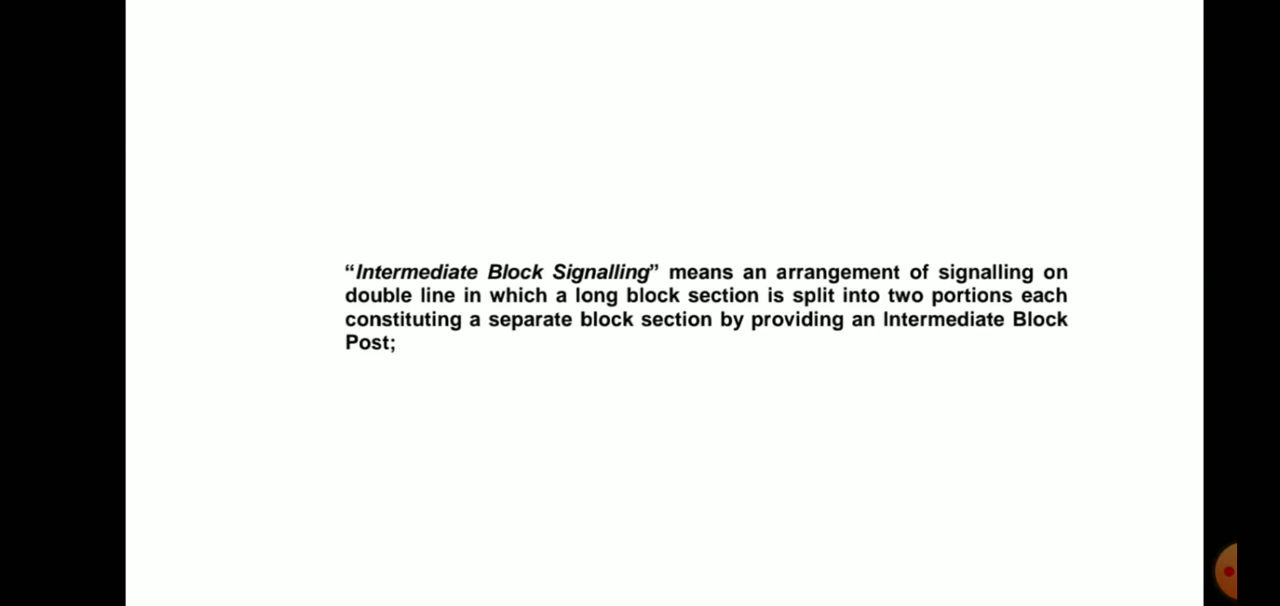 “Intermediate Block Signalling” means an arrangement of signalling on
double line in which a long block section is split into two portions each
constituting a separate block section by providing an Intermediate Block
Post;